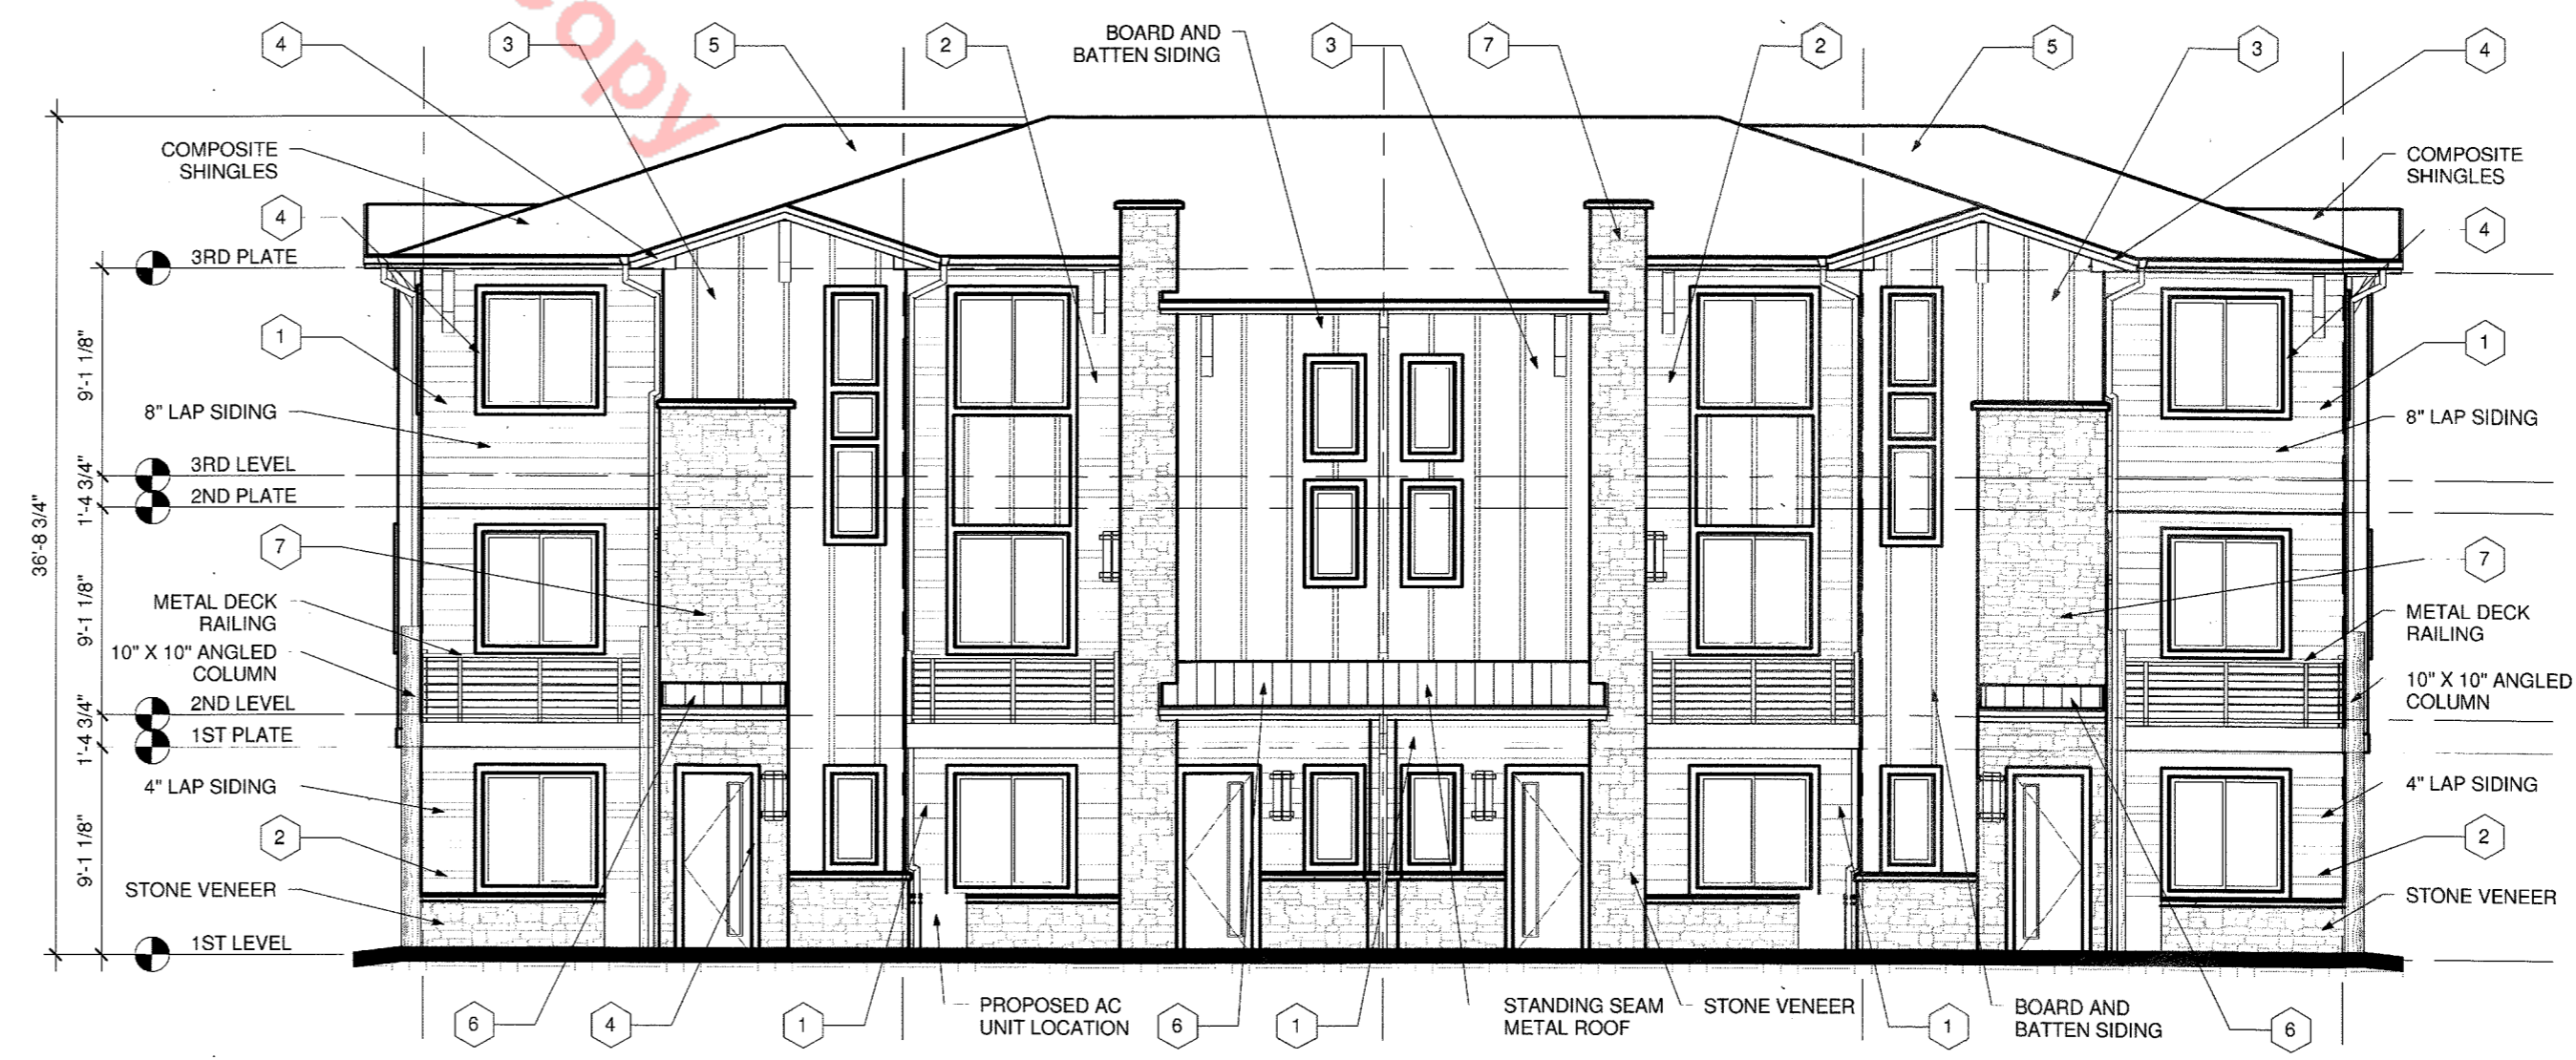 copy
4
3
5
2
BOARD AND
BATTEN SIDING
3
7
2
5
3
4
COMPOSITE
SHINGLES
COMPOSITE
SHINGLES
4
4
3RD PLATE
9'-1 1/8"
1
1
8" LAP SIDING
8" LAP SIDING
3RD LEVEL
1'-4 3/4"
2ND PLATE
36'-8 3/4"
7
7
9'-1 1/8"
METAL DECK
RAILING
METAL DECK
RAILING
10" X 10" ANGLED
COLUMN
10" X 10" ANGLED
COLUMN
2ND LEVEL
1'-4 3/4"
1ST PLATE
4" LAP SIDING
4" LAP SIDING
9'-1 1/8"
2
2
STONE VENEER
STONE VENEER
1ST LEVEL
6
4
1
PROPOSED AC
UNIT LOCATION
6
1
STANDING SEAM
METAL ROOF
STONE VENEER
1
BOARD AND
BATTEN SIDING
6